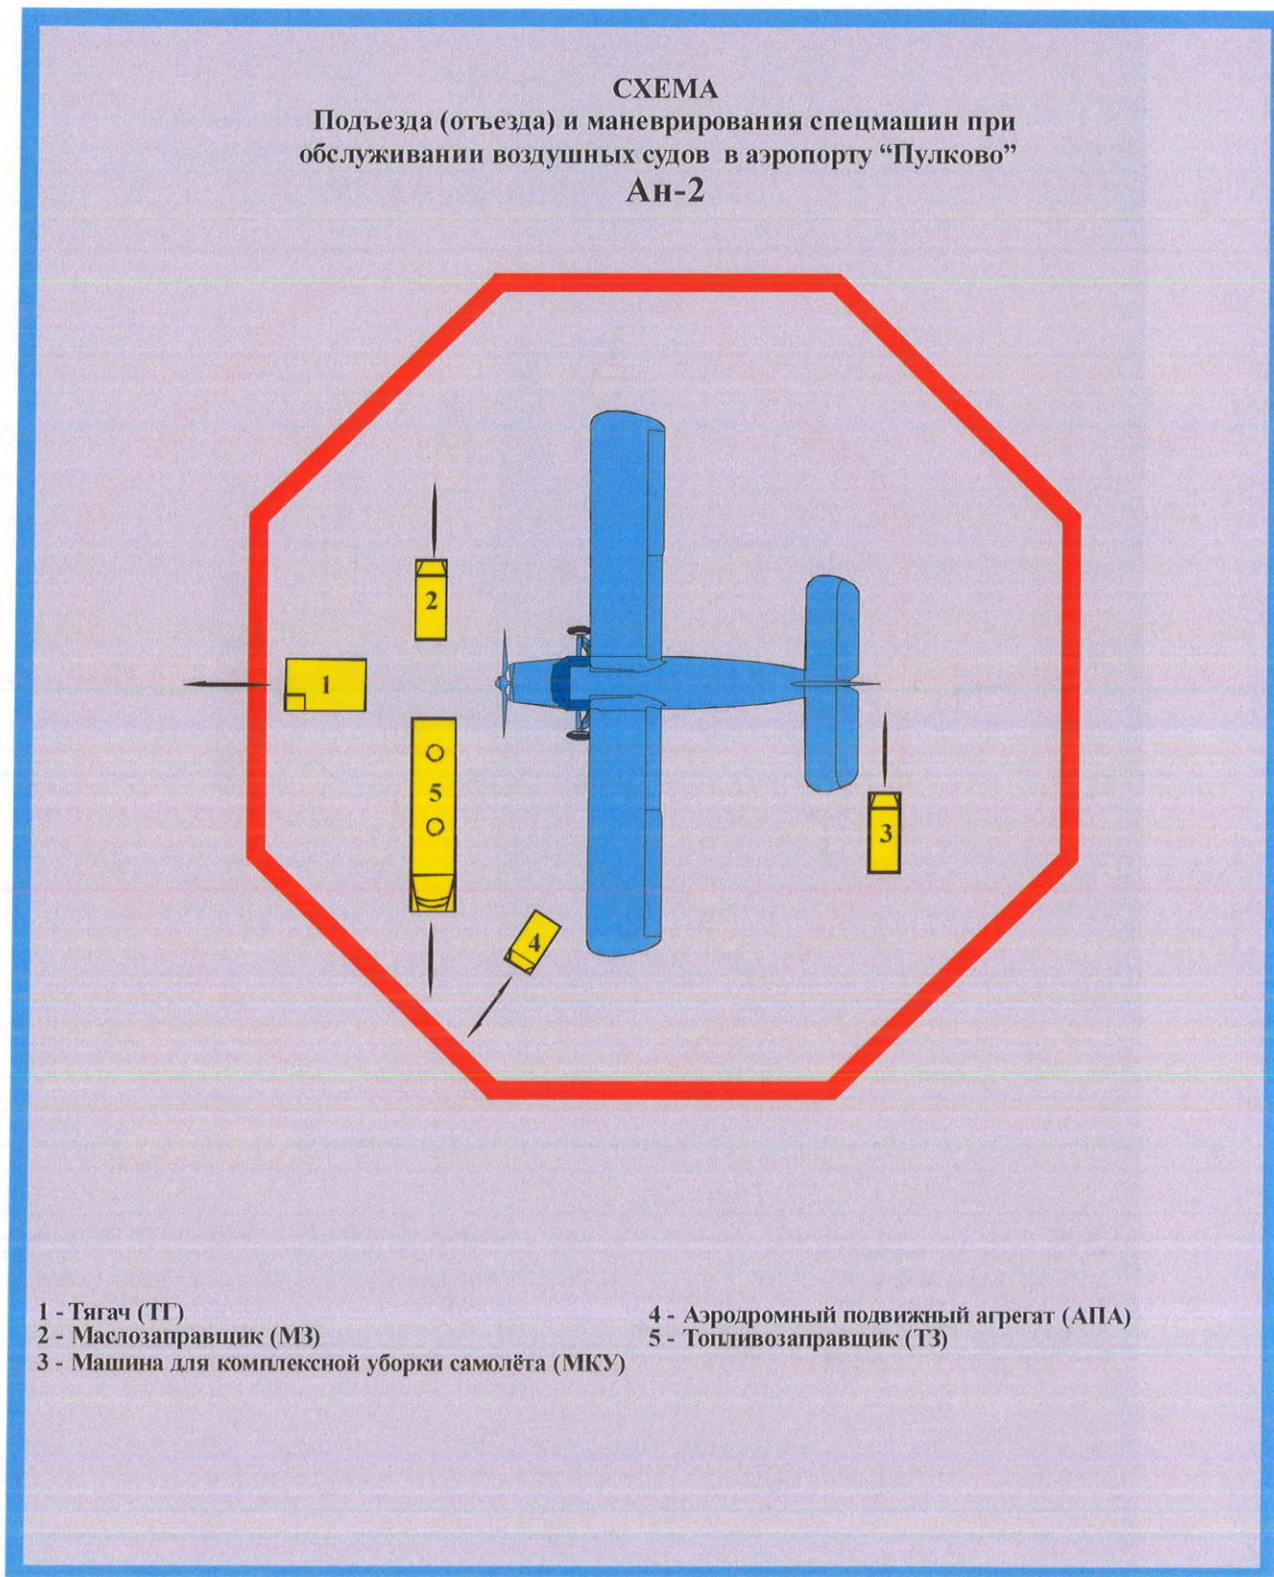 СХЕМА
Подъезда (отъезда) и маневрирования спецмашин при
обслуживании воздушных судов в аэропорту “Пулково”
Ан-2
2
1
5
3
4
1 - Тягач (ТГ)
2 - Маслозаправщик (МЗ)
3 - Машина для комплексной уборки самолёта (МКУ)
4 - Аэродромный подвижный агрегат (АПА)
5 - Топливозаправщик (ТЗ)